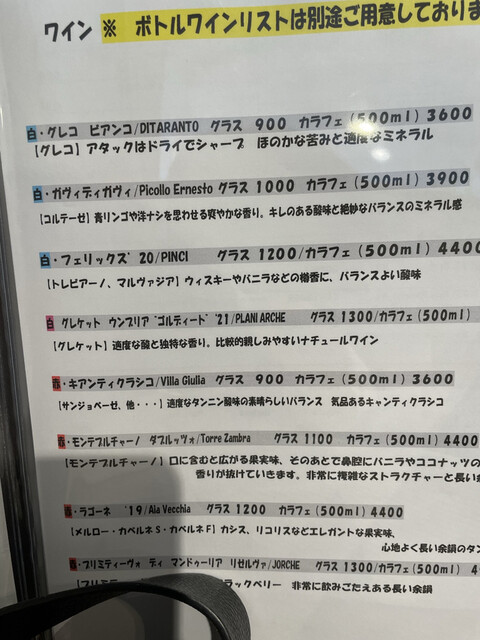 ワイン ※ ボトルワインリストは別途ご用意しておりま
白・グレコ ビアンコ/DITARANTO グラス 900 カラフェ(500ml) 3600
【グレコ】アタックはドライでシャープ ほのかな苦みと適度なミネラル
白・ガヴィディガヴィ/Picollo Ernesto グラス 1000 カラフェ(500ml) 3900
【コルテーゼ】青リンゴや洋ナシを思わせる爽やかな香り。キレのある酸味と絶妙なバランスのミネラル感
白・フェリックス’20/PINCI グラス 1200/カラフェ(500ml) 4400
【トレビアーノ、マルヴァジア】ウィスキーやバニラなどの樽香に、バランスよい酸味
白 グレケット ウンブリア ゛ゴルディード゛ ’21/PLANI ARCHE グラス 1300/カラフェ(500ml)
【グレケット】適度な酸と独特な香り。比較的親しみやすいナチュールワイン
赤・キアンティクラシコ/Villa Giulia グラス 900 カラフェ(500ml) 3600
【サンジョベーゼ、他・・・】適度なタンニン酸味の素晴らしいバランス 気品あるキャンティクラシコ
赤・モンテプルチャーノ ダブルッツォ/Torre Zambra グラス 1100 カラフェ(500ml) 4400
【モンテプルチャーノ】口に含むと広がる果実味、そのあとで鼻腔にバニラやココナッツの
香りが抜けていきます。非常に複雑なストラクチャーと長い余
赤・ラゴーネ ’19/Ala Vecchia グラス 1200 カラフェ(500ml) 4400
【メルロー・カベルネS・カベルネF】カシス、リコリスなどエレガントな果実味、
心地よく長い余韻のタン
赤・プリミティーヴォ ディ マンドゥーリア リゼルヴァ/JORCHE グラス 1300/カラフェ(500ml) 4
ラックベリー 非常に飲みごたえある長い余韻